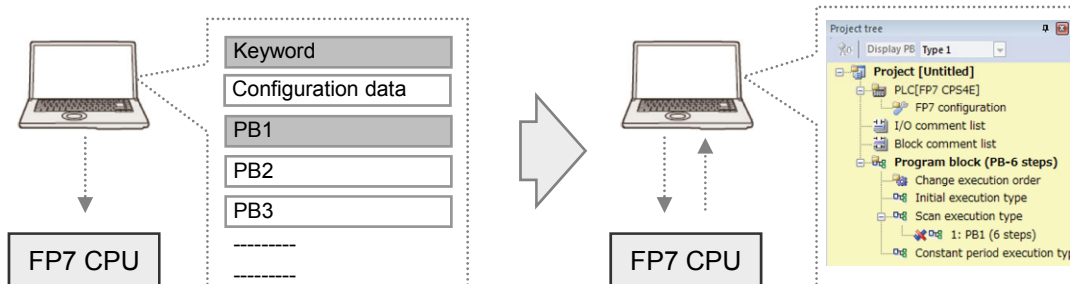 Keyword
Configuration data
PB1
PB2
PB3
---------
---------
FP7 CPU
FP7 CPU
Project tree
Display PB Type 1
Project [Untitled]
PLC[FP7 CPS4E]
FP7 configuration
I/O comment list
Block comment list
Program block (PB-6 steps)
Change execution order
Initial execution type
Scan execution type
1: PB1 (6 steps)
Constant period execution typ